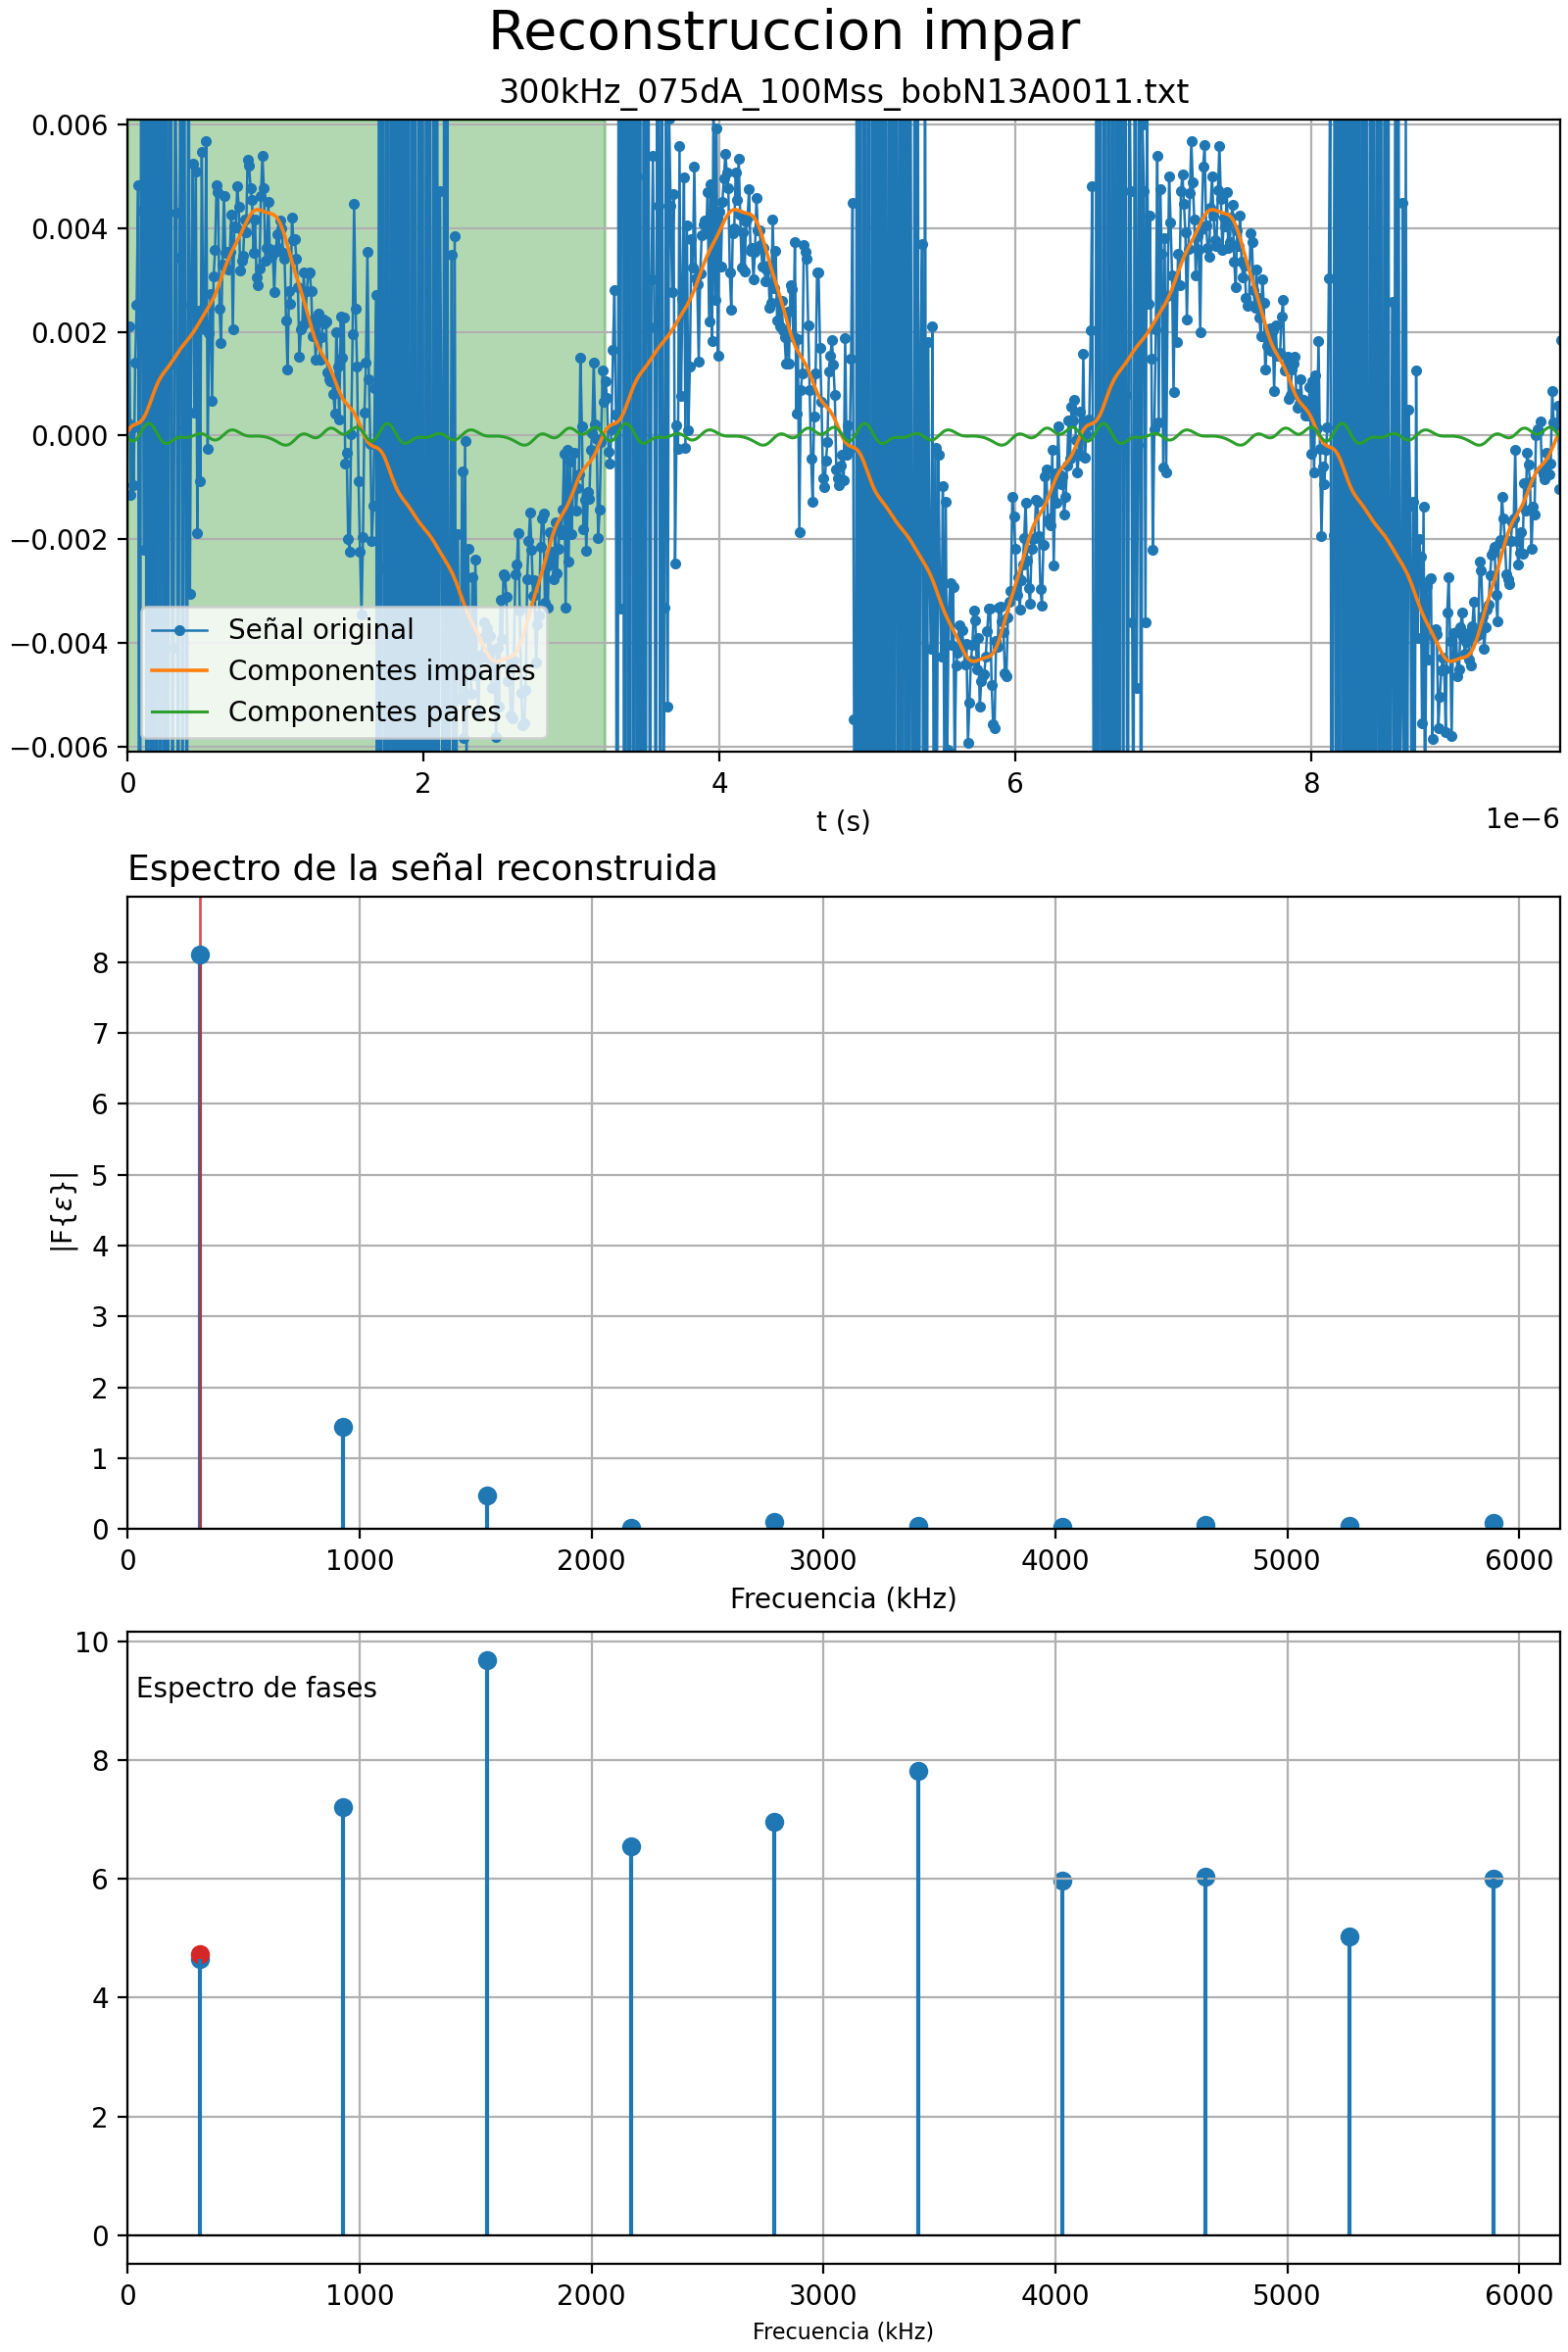 Reconstruccion impar
300kHz_075dA_100Mss_bobN13A0011.txt
0.006
0.004
0.002
0.000
−0.002
−0.004
−0.006
Señal original
Componentes impares
Componentes pares
0 2 4 6 8
1e−6
t (s)
Espectro de la señal reconstruida
8
7
6
5
4
3
2
1
0
|F{ε}|
0 1000 2000 3000 4000 5000 6000
Frecuencia (kHz)
10
Espectro de fases
8
6
4
2
0
0 1000 2000 3000 4000 5000 6000
Frecuencia (kHz)